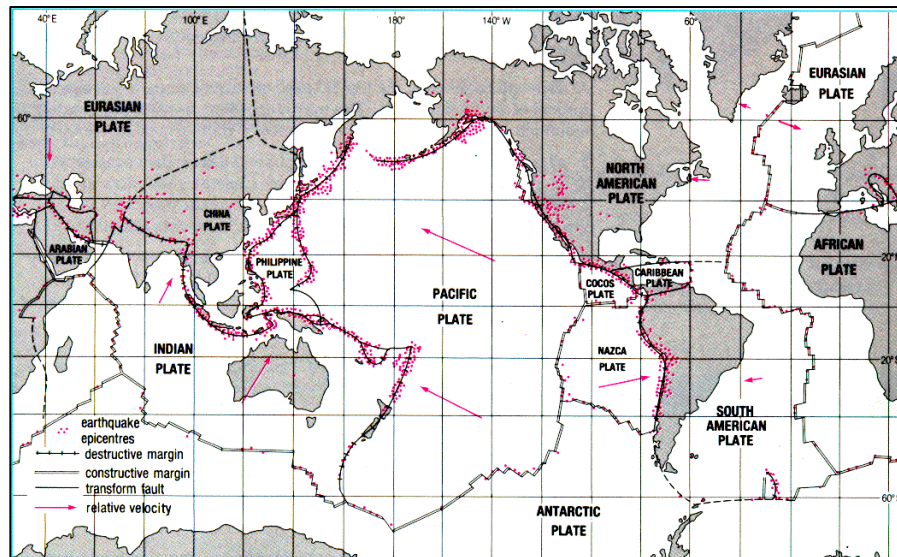 40° E
100° E
180°
140° W
60°
EURASIAN
PLATE
EURASIAN
PLATE
60°
NORTH
AMERICAN
PLATE
CHINA
PLATE
ARABIAN
PLATE
PHILIPPINE
PLATE
AFRICAN
PLATE
20°N
CARIBBEAN
PLATE
COCOS
PLATE
PACIFIC
PLATE
INDIAN
PLATE
NAZCA
PLATE
20°S
20°S
SOUTH
AMERICAN
PLATE
earthquake
epicentres
destructive margin
constructive margin
transform fault
relative velocity
ANTARCTIC
PLATE
60°S